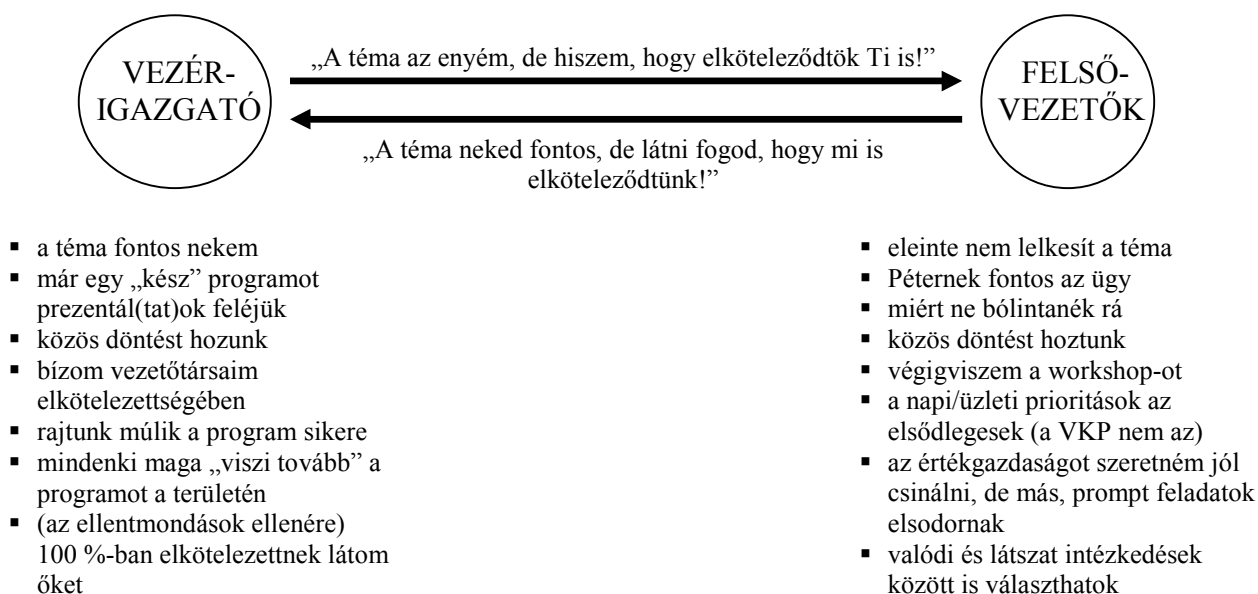 VEZÉR-
IGAZGATÓ
„A téma az enyém, de hiszem, hogy elköteleződtök Ti is!”
„A téma neked fontos, de látni fogod, hogy mi is
elköteleződtünk!”
FELSŐ-
VEZETŐK
▪ a téma fontos nekem
▪ már egy „kész” programot
prezentál(tat)ok feléjük
▪ közös döntést hozunk
▪ bízom vezetőtársaim
elkötelezettségében
▪ rajtunk múlik a program sikere
▪ mindenki maga „viszi tovább” a
programot a területén
▪ (az ellentmondások ellenére)
100 %-ban elkötelezettnek látom
őket
▪ eleinte nem lelkesít a téma
▪ Péternek fontos az ügy
▪ miért ne bólintanék rá
▪ közös döntést hoztunk
▪ végigviszem a workshop-ot
▪ a napi/üzleti prioritások az
elsődlegesek (a VKP nem az)
▪ az értékgazdaságot szeretném jól
csinálni, de más, prompt feladatok
elsodornak
▪ valódi és látszat intézkedések
között is választhatok